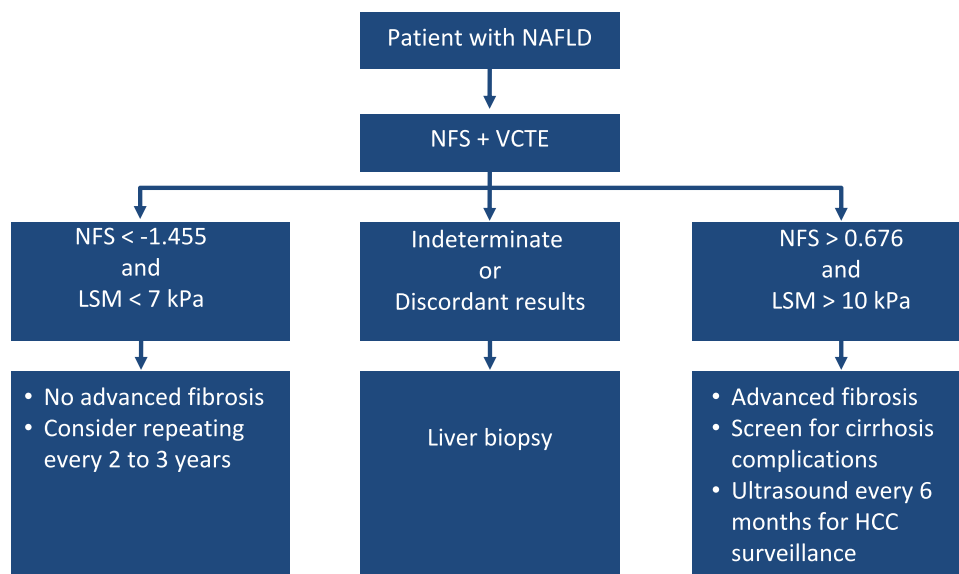 Patient with NAFLD
NFS + VCTE
NFS < -1.455
and
LSM < 7 kPa
Indeterminate
or
Discordant results
NFS > 0.676
and
LSM > 10 kPa
• No advanced fibrosis
• Consider repeating
every 2 to 3 years
Liver biopsy
• Advanced fibrosis
• Screen for cirrhosis
complications
• Ultrasound every 6
months for HCC
surveillance